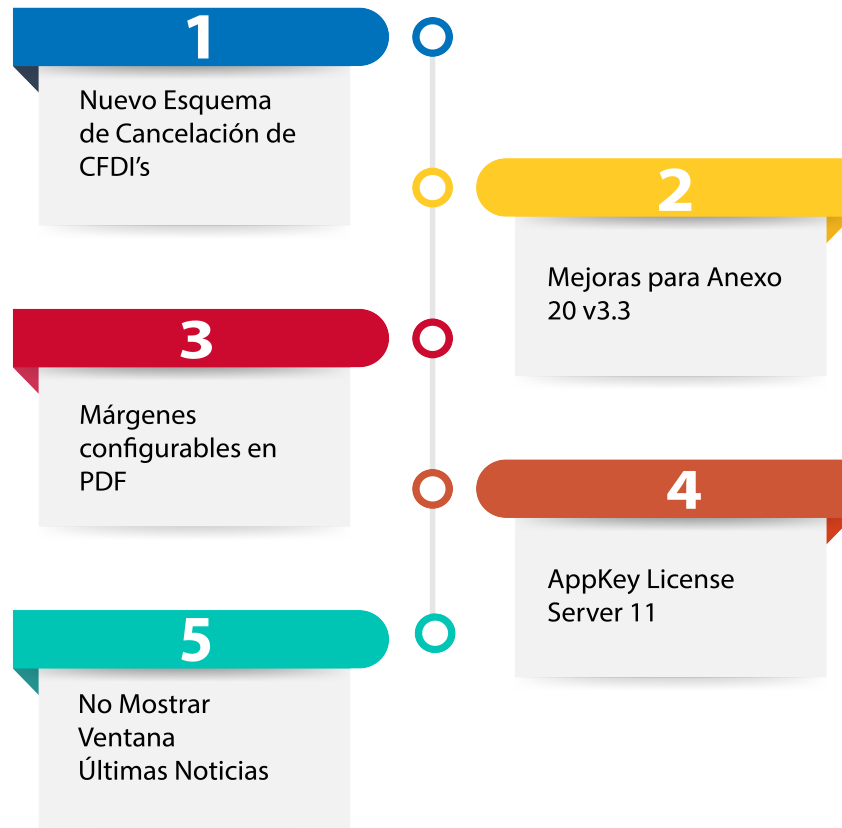 1
Nuevo Esquema
de Cancelación de
CFDI’s
2
Mejoras para Anexo
20 v3.3
3
Márgenes
configurables en
PDF
4
AppKey License
Server 11
5
No Mostrar
Ventana
Últimas Noticias